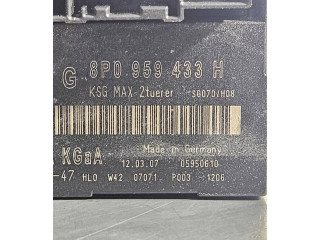 G 8P0 959 433 H
KSG MAX 2tuerer S0070/H08
Made in Germany
KGaA 12.03.07 05950610
-47 HLO W42 07071 P003 1206